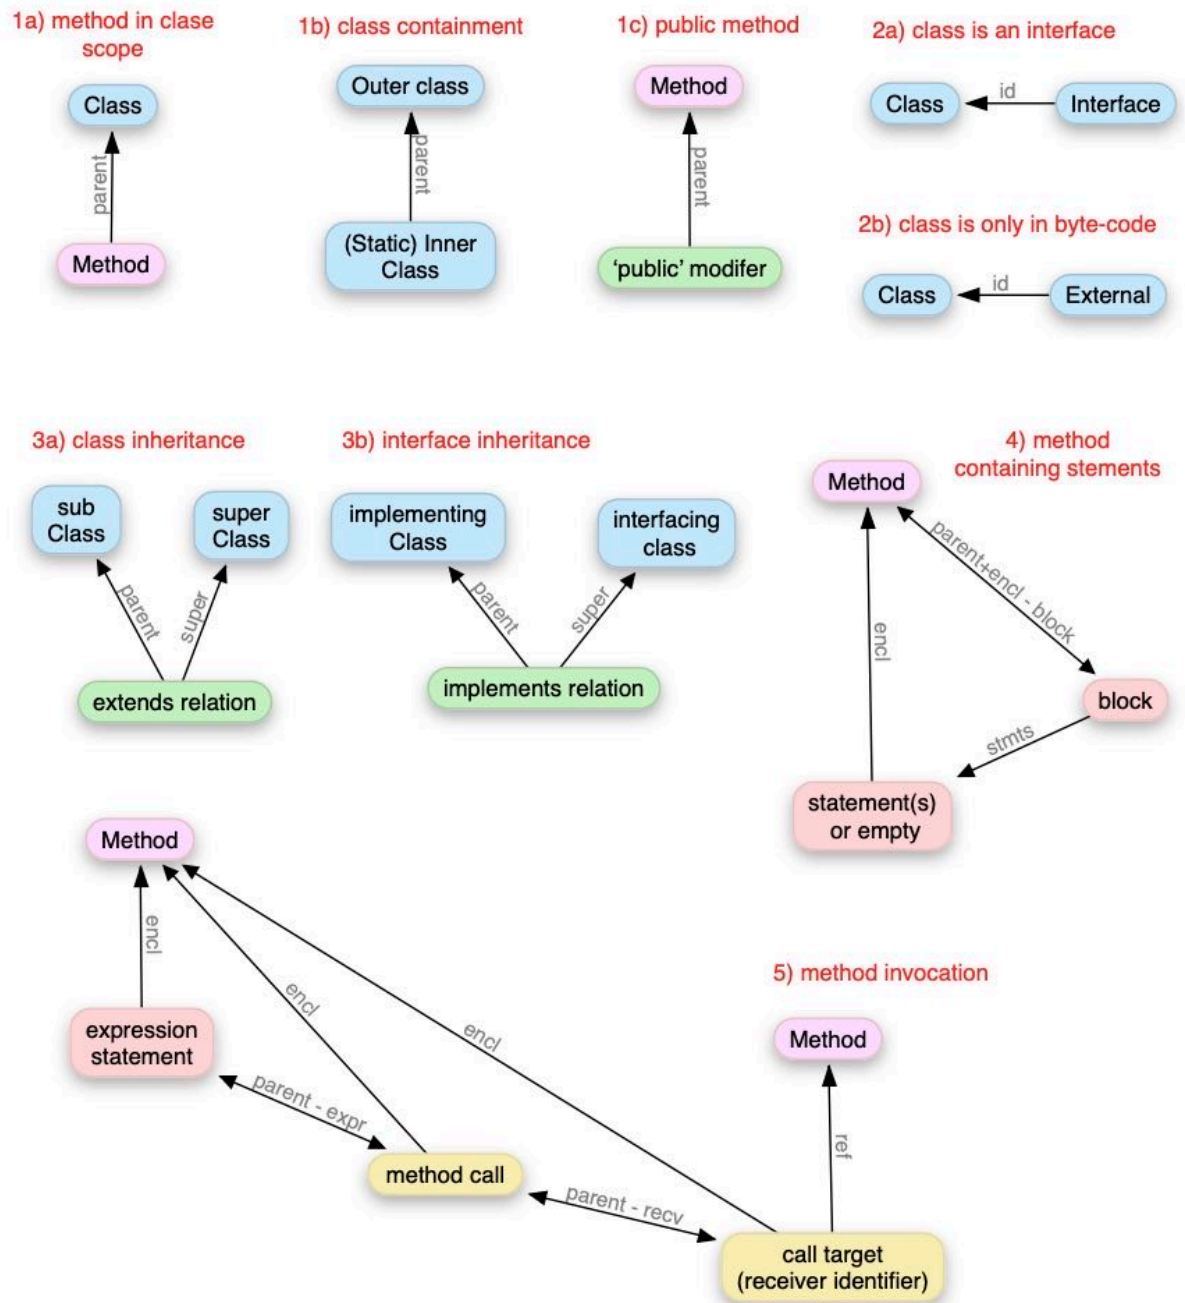 1a) method in clase
scope
1b) class containment
1c) public method
2a) class is an interface
Class
Outer class
Method
Class
id
Interface
parent
parent
parent
Method
(Static) Inner
Class
‘public’ modifer
2b) class is only in byte-code
Class
id
External
3a) class inheritance
3b) interface inheritance
4) method
containing stements
sub
Class
super
Class
implementing
Class
interfacing
class
Method
parent
super
parent
super
encl
parent+encl - block
extends relation
implements relation
block
stmts
statement(s)
or empty
Method
encl
encl
encl
5) method invocation
expression
statement
Method
parent - expr
ref
method call
parent - recv
call target
(receiver identifier)